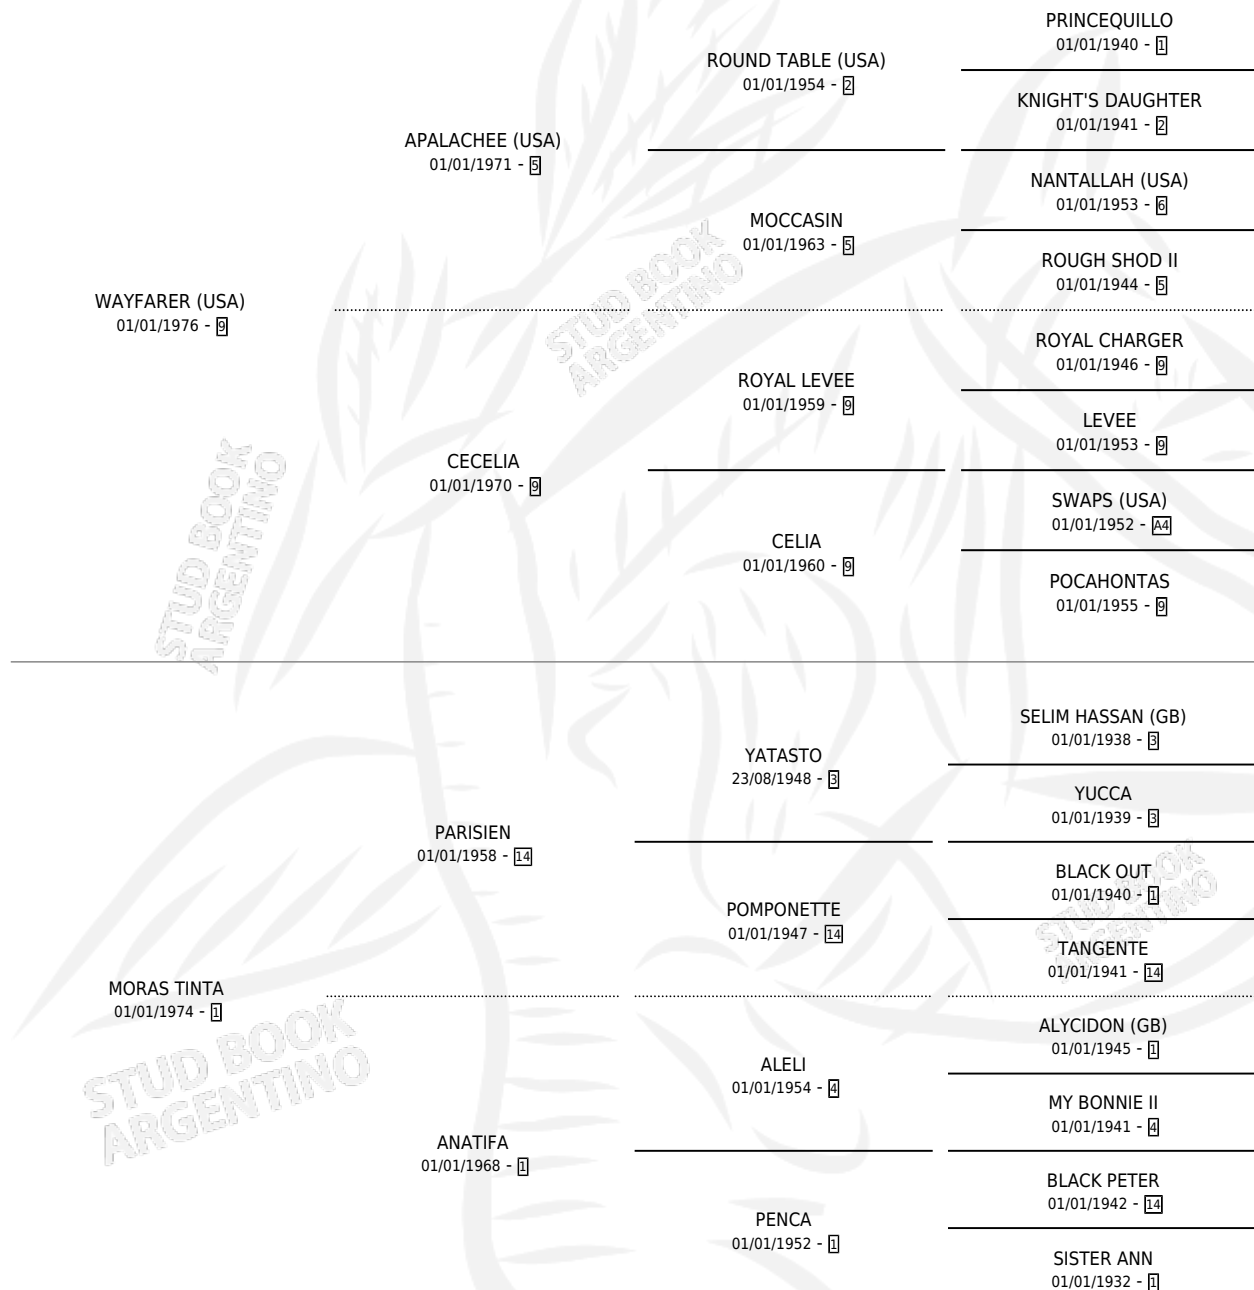 PRINCEQUILLO
01/01/1940 - 1
ROUND TABLE (USA)
01/01/1954 - 2
KNIGHT'S DAUGHTER
01/01/1941 - 2
APALACHEE (USA)
01/01/1971 - 5
NANTALLAH (USA)
01/01/1953 - 6
MOCCASIN
01/01/1963 - 5
ROUGH SHOD II
01/01/1944 - 5
WAYFARER (USA)
01/01/1976 - 9
ROYAL CHARGER
01/01/1946 - 9
ROYAL LEVEE
01/01/1959 - 9
LEVEE
01/01/1953 - 9
CECELIA
01/01/1970 - 9
SWAPS (USA)
01/01/1952 - A4
CELIA
01/01/1960 - 9
POCAHONTAS
01/01/1955 - 9
SELIM HASSAN (GB)
01/01/1938 - 3
YATASTO
23/08/1948 - 3
YUCCA
01/01/1939 - 3
PARISIEN
01/01/1958 - 14
BLACK OUT
01/01/1940 - 1
POMPONETTE
01/01/1947 - 14
TANGENTE
01/01/1941 - 14
MORAS TINTA
01/01/1974 - 1
ALYCIDON (GB)
01/01/1945 - 1
ALELI
01/01/1954 - 4
MY BONNIE II
01/01/1941 - 4
ANATIFA
01/01/1968 - 1
BLACK PETER
01/01/1942 - 14
PENCA
01/01/1952 - 1
SISTER ANN
01/01/1932 - 1
STUD BOOK
ARGENTINO
STUD BOOK
ARGENTINO
STUD BOOK
ARGENTINO
STUD BOOK
ARGENTINO